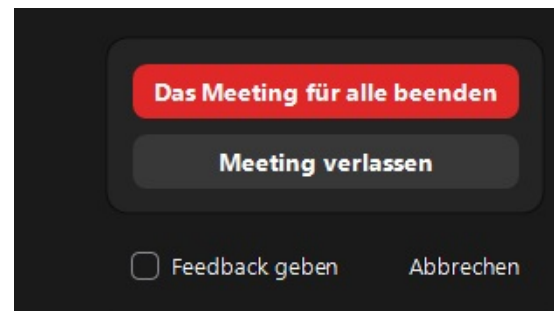 Das Meeting für alle beenden
Meeting verlassen
Feedback geben Abbrechen